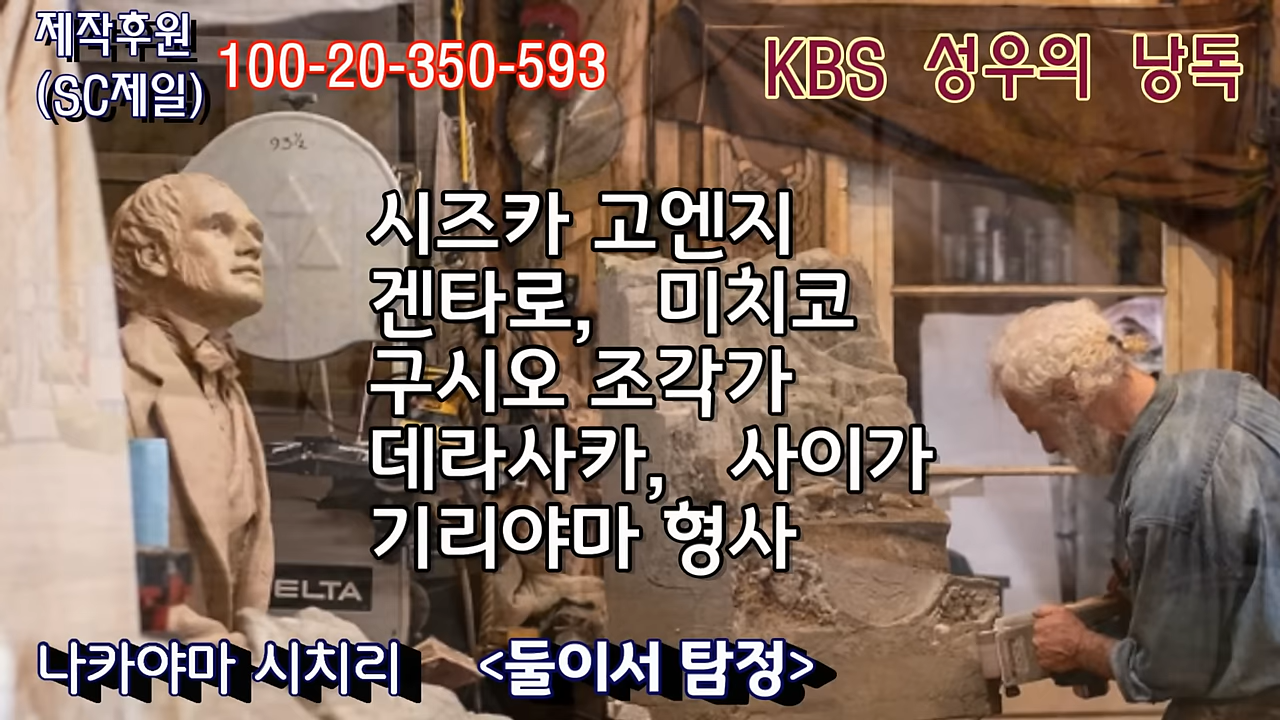 제작후원
(SC제일)
100-20-350-593
KBS 성우의 낭독
93½
시즈카 고엔지
겐타로, 미치코
구시오 조각가
데라사카, 사이가
기리야마 형사
ELTA
나카야마 시치리 <둘이서 탐정>